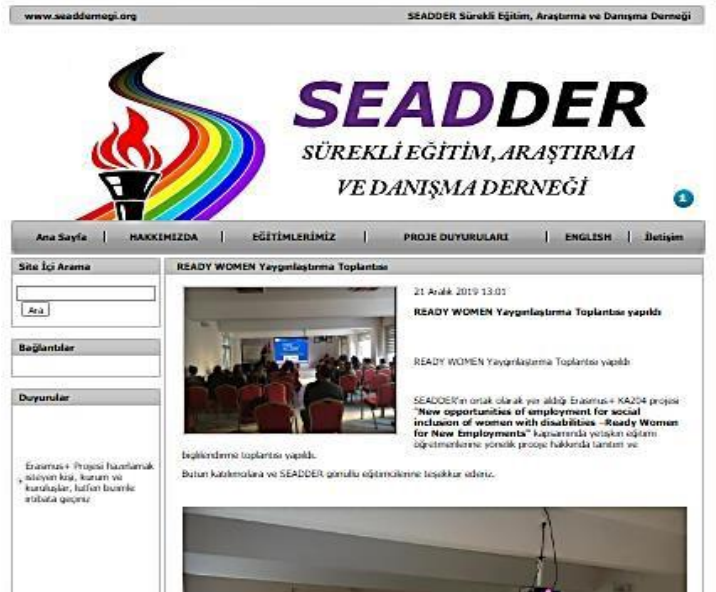 www.seaddernegi.org
SEADDER Sürekli Eğitim, Araştırma ve Danışma Derneği
SEADDER
SÜREKLİ EĞİTİM, ARAŞTIRMA
VE DANIŞMA DERNEĞİ
1
Ana Sayfa | HAKKIMIZDA | EĞİTİMLERİMİZ | PROJE DUYURULARI | ENGLISH | İletişim
Site İçi Arama
Ara
Bağlantılar
Duyurular
Erasmus+ Projesi hazırlamak
isteyen kişi, kurum ve
kuruluşlar, lütfen bizimle
irtibata geçiniz
READY WOMEN Yaygınlaştırma Toplantısı
21 Aralık 2019 13:01
READY WOMEN Yaygınlaştırma Toplantısı yapıldı
READY WOMEN Yaygınlaştırma Toplantısı yapıldı
SEADDER'in ortak olarak yer aldığı Erasmus+ KA204 projesi
"New opportunities of employment for social
inclusion of women with disabilities –Ready Women
for New Employments" kapsamında yetişkin eğitimi
öğretmenlerine yönelik prooje hakkında tanıtım ve
bigilendirme toplantısı yapıldı.
Bütün katılımcılara ve SEADDER gönüllü eğitimcilerine teşekkür ederiz.